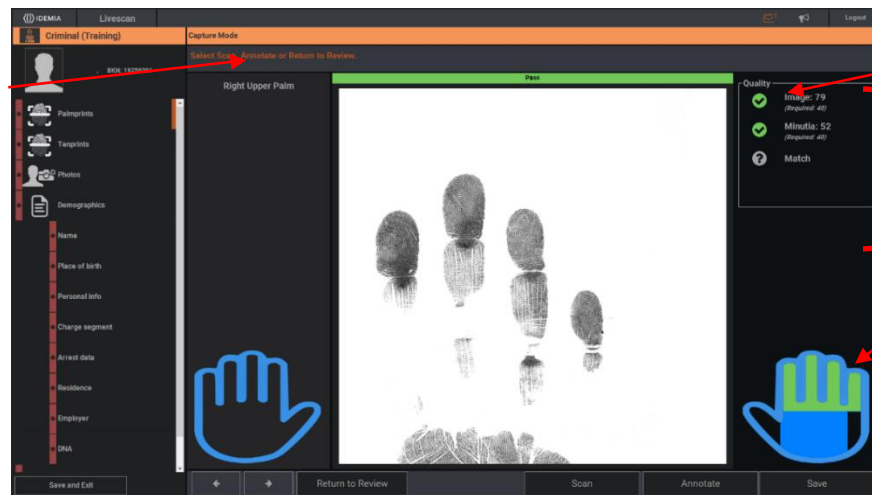 IDEMIA Livescan Logout
Criminal (Training) Capture Mode
Select Scan, Annotate or Return to Review.
Right Upper Palm
Pass
Quality
Image: 79
(Required: 40)
Minutia: 52
(Required: 40)
Match
Palmprints
Tenprints
Photos
Demographics
Name
Place of birth
Personal Info
Charge segment
Arrest data
Residence
Employer
DNA
Save and Exit
Return to Review Scan Annotate Save